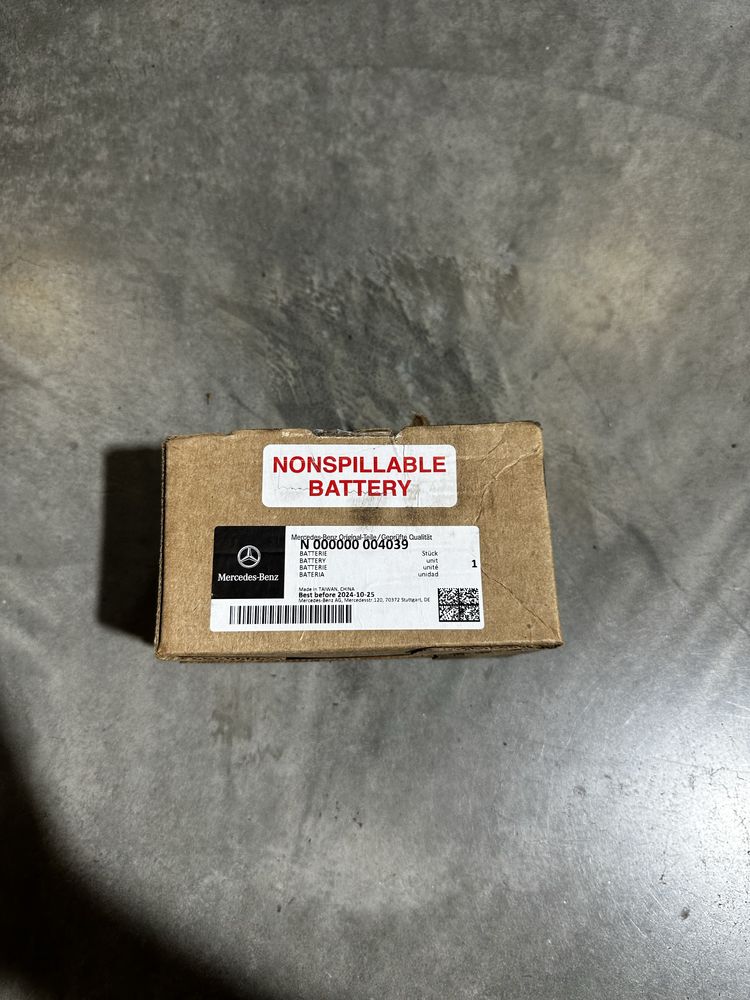 NONSPILLABLE
BATTERY
Mercedes-Benz Original-Teile/Geprüfte Qualität
N 000000 004039
BATTERIE Stück
BATTERY unit
BATTERIE unité
BATERIA unidad
1
Mercedes-Benz
Made in TAIWAN, CHINA
Best before 2024-10-25
Mercedes-Benz AG, Mercedesstr.120, 70372 Stuttgart, DE